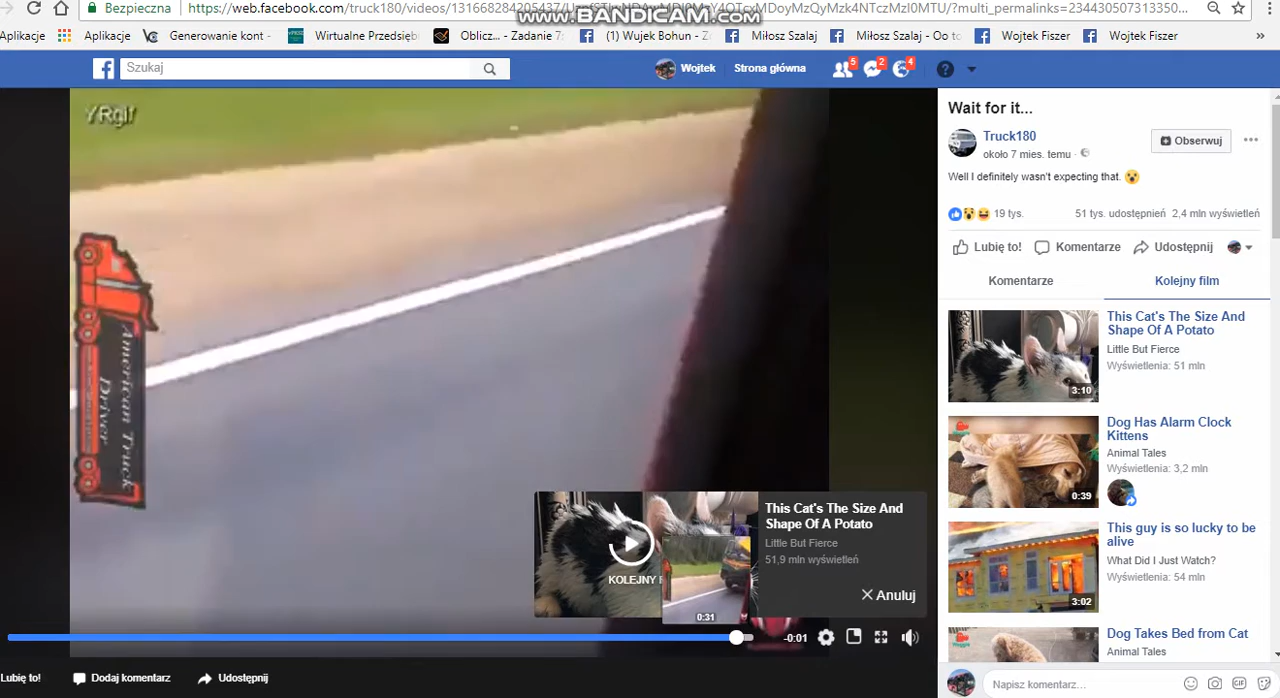 www.BANDICAM.com
Bezpieczna
Aplikacje
Aplikacje
Generowanie kont
Wirtualne Przedsięb
Oblicz... - Zadanie 7:
(1) Wujek Bohun - Z
Miłosz Szalaj
Miłosz Szalaj - Oo to
Wojtek Fiszer
Wojtek Fiszer
»
Szukaj
Wojtek
Strona główna
5
2
4
YRglf
American Truck
Driver
This Cat's The Size And
Shape Of A Potato
Little But Fierce
51,9 mln wyświetleń
KOLEJNY F
0:31
Anuluj
-0:01
Lubię to!
Dodaj komentarz
Udostępnij
Wait for it...
Truck180
Obserwuj
około 7 mies. temu
Well I definitely wasn't expecting that. 😮
19 tys.
51 tys. udostępnień
2,4 mln wyświetleń
Lubię to!
Komentarze
Udostępnij
Komentarze
Kolejny film
This Cat's The Size And
Shape Of A Potato
Little But Fierce
Wyświetlenia: 51 mln
3:10
Dog Has Alarm Clock
Kittens
Animal Tales
Wyświetlenia: 3,2 mln
0:39
This guy is so lucky to be
alive
What Did I Just Watch?
Wyświetlenia: 54 mln
3:02
Dog Takes Bed from Cat
Animal Tales
Napisz komentarz...
GIF